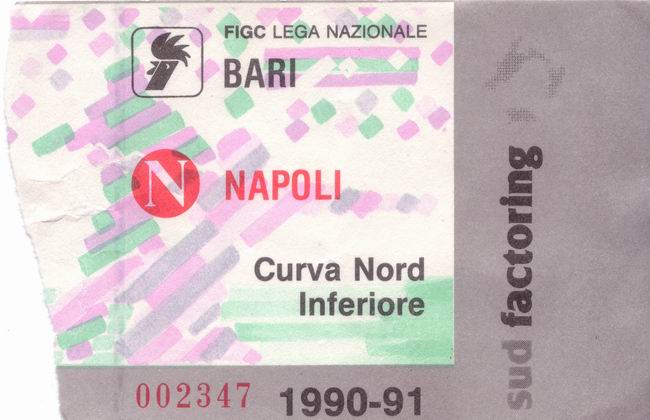 FIGC LEGA NAZIONALE
BARI
N
NAPOLI
Curva Nord
Inferiore
002347
1990-91
sud factoring